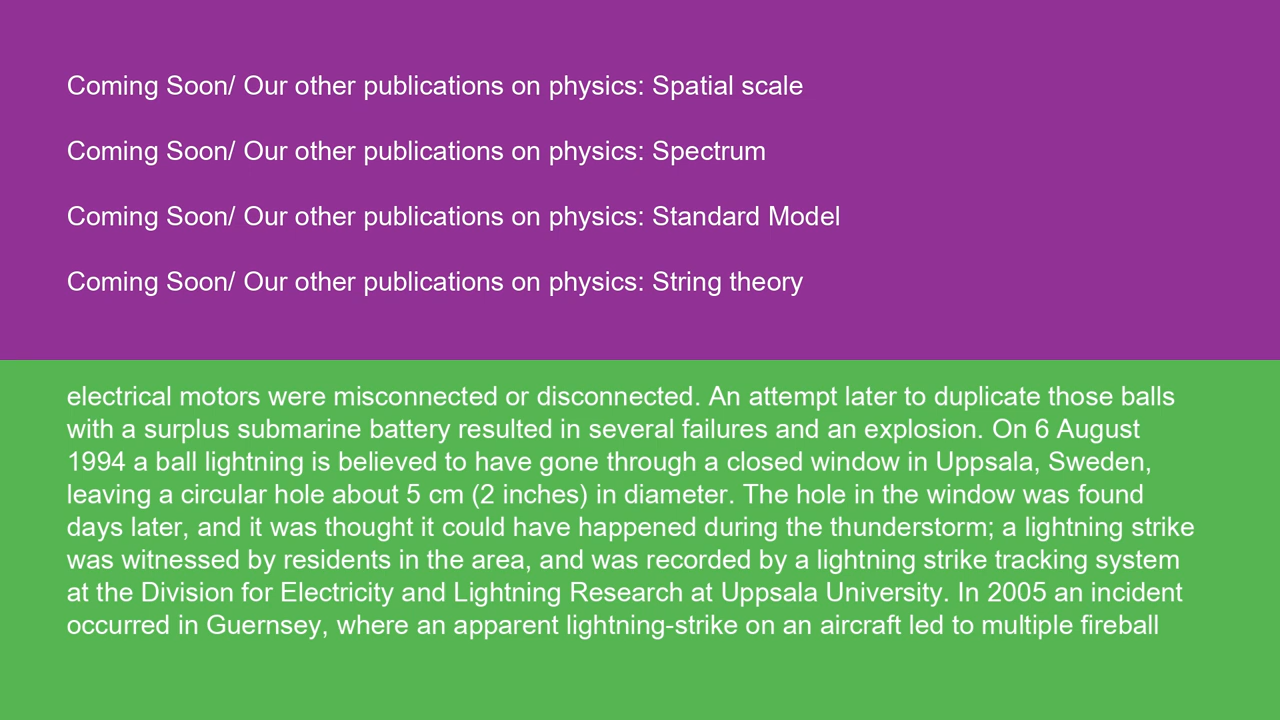 Coming Soon/ Our other publications on physics: Spatial scale
Coming Soon/ Our other publications on physics: Spectrum
Coming Soon/ Our other publications on physics: Standard Model
Coming Soon/ Our other publications on physics: String theory
electrical motors were misconnected or disconnected. An attempt later to duplicate those balls
with a surplus submarine battery resulted in several failures and an explosion. On 6 August
1994 a ball lightning is believed to have gone through a closed window in Uppsala, Sweden,
leaving a circular hole about 5 cm (2 inches) in diameter. The hole in the window was found
days later, and it was thought it could have happened during the thunderstorm; a lightning strike
was witnessed by residents in the area, and was recorded by a lightning strike tracking system
at the Division for Electricity and Lightning Research at Uppsala University. In 2005 an incident
occurred in Guernsey, where an apparent lightning-strike on an aircraft led to multiple fireball